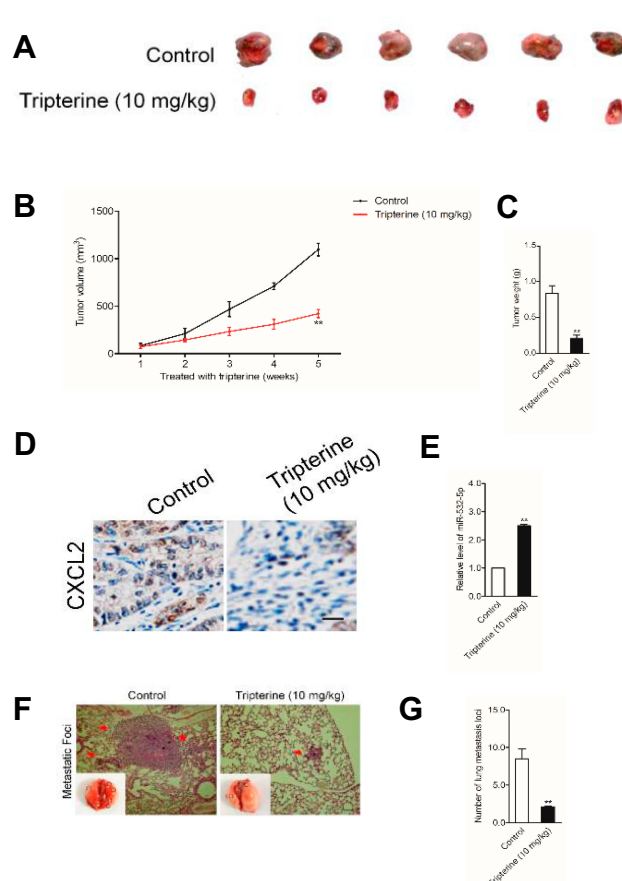 A
Control
Tripterine (10 mg/kg)
B
Control
Tripterine (10 mg/kg)
Tumor volume (mm³)
1500
1000
500
0
**
1 2 3 4 5
Treated with tripterine (weeks)
C
Tumor weight (g)
1.5
1.0
0.5
0.0
**
Control
Tripterine (10 mg/kg)
D
Control
Tripterine
(10 mg/kg)
CXCL2
E
Relative level of miR-532-5p
4.0
3.0
2.0
1.0
0.0
**
Control
Tripterine (10 mg/kg)
F
Control
Tripterine (10 mg/kg)
Metastatic Foci
G
Number of lung metastasis loci
15.0
10.0
5.0
0.0
**
Control
Tripterine (10 mg/kg)